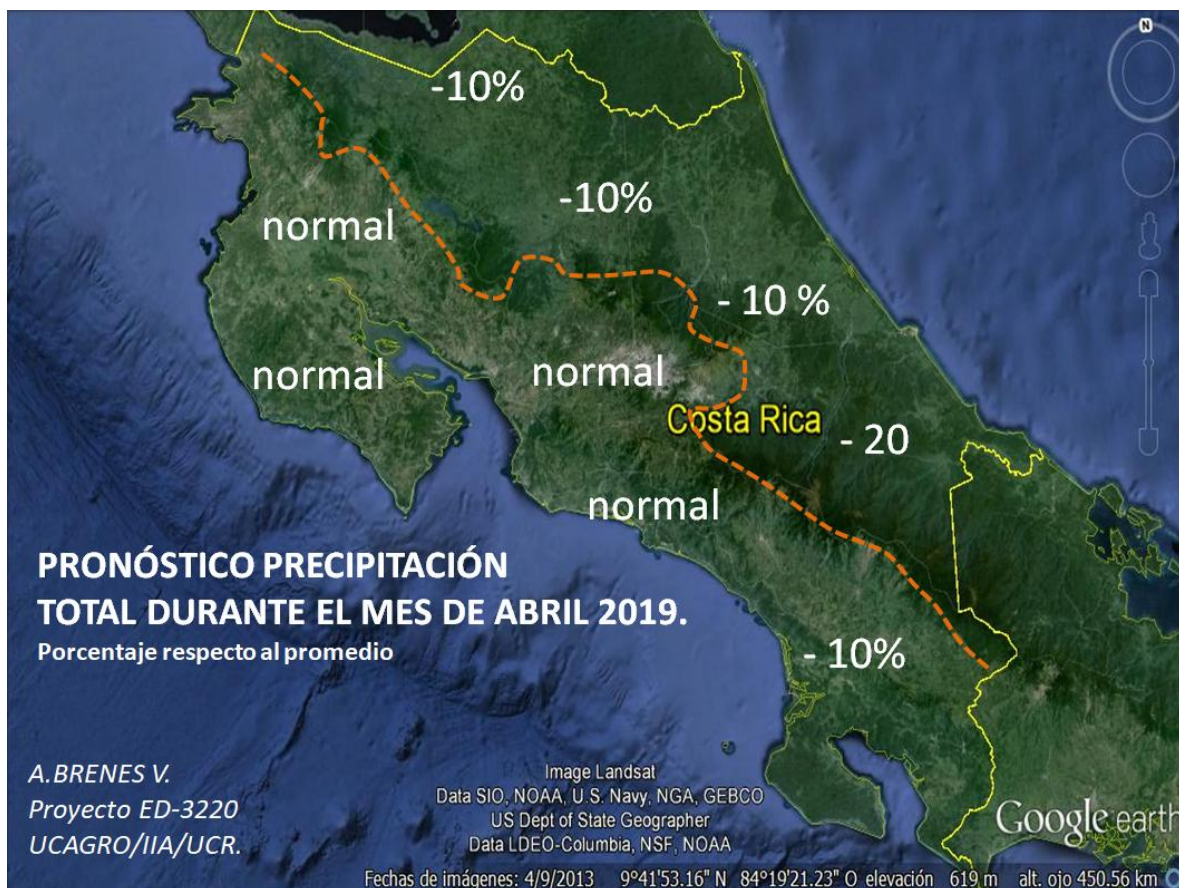 N
-10%
-10%
normal
- 10 %
normal
normal
Costa Rica
- 20
normal
PRONÓSTICO PRECIPITACIÓN
TOTAL DURANTE EL MES DE ABRIL 2019.
Porcentaje respecto al promedio
- 10%
A.BRENES V.
Proyecto ED-3220
UCAGRO/IIA/UCR.
Image Landsat
Data SIO, NOAA, U.S. Navy, NGA, GEBCO
US Dept of State Geographer
Data LDEO-Columbia, NSF, NOAA
Google earth
Fechas de imágenes: 4/9/2013 9°41'53.16" N 84°19'21.23" O elevación 619 m alt. ojo 450.56 km